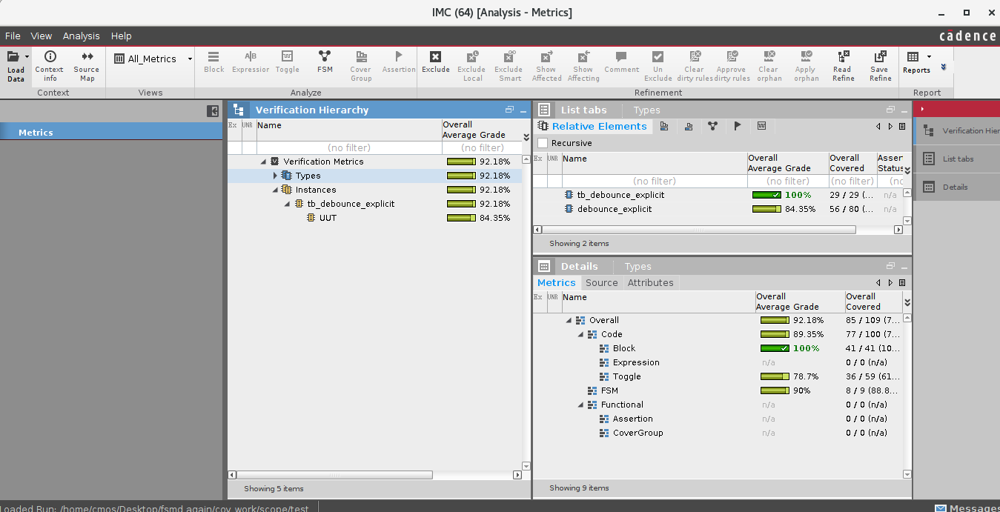 IMC (64) [Analysis - Metrics]
File View Analysis Help
cādence
Load Data
Context info
Source Map
All_Metrics
Block
Expression
Toggle
FSM
Cover Group
Assertion
Exclude
Exclude Local
Exclude Smart
Show Affected
Show Affecting
Comment
Un Exclude
Clear dirty rules
Approve dirty rules
Clear orphan
Apply orphan
Read Refine
Save Refine
Reports
Context Views Analyze Refinement Report
Metrics
Verification Hierarchy
Ex UNR Name Overall Average Grade
(no filter) (no filter)
Verification Metrics 92.18%
Types 92.18%
Instances 92.18%
tb_debounce_explicit 92.18%
UUT 84.35%
Showing 5 items
List tabs Types
Relative Elements
Recursive
Ex UNR Name Overall Average Grade Overall Covered Asser Status
(no filter) (no filter) (no filter) (nc
tb_debounce_explicit 100% 29 / 29 (... n/a
debounce_explicit 84.35% 56 / 80 (... n/a
Showing 2 items
Details Types
Metrics Source Attributes
Ex UNR Name Overall Average Grade Overall Covered
Overall 92.18% 85 / 109 (7...
Code 89.35% 77 / 100 (7...
Block 100% 41 / 41 (10...
Expression n/a 0 / 0 (n/a)
Toggle 78.7% 36 / 59 (61...
FSM 90% 8 / 9 (88.8...
Functional n/a 0 / 0 (n/a)
Assertion n/a 0 / 0 (n/a)
CoverGroup n/a 0 / 0 (n/a)
Showing 9 items
Verification Hier
List tabs
Details
Loaded Run: /home/cmos/Desktop/fsmd_again/cov_work/scope/test
Messages